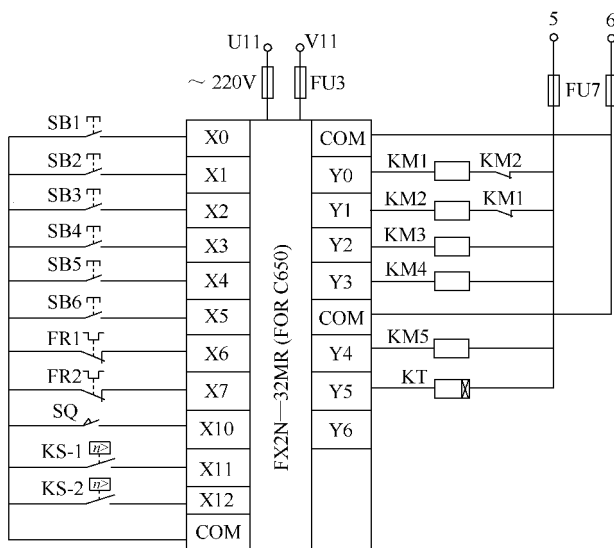 U11 V11 5 6
～220V FU3 FU7
SB1 X0 COM
SB2 X1 Y0 KM1 KM2
SB3 X2 Y1 KM2 KM1
SB4 X3 Y2 KM3
SB5 X4 Y3 KM4
SB6 X5 COM
FR1 X6 Y4 KM5
FR2 X7 Y5 KT
SQ X10 Y6
KS-1 n> X11
KS-2 n> X12
COM
FX2N—32MR (FOR C650)